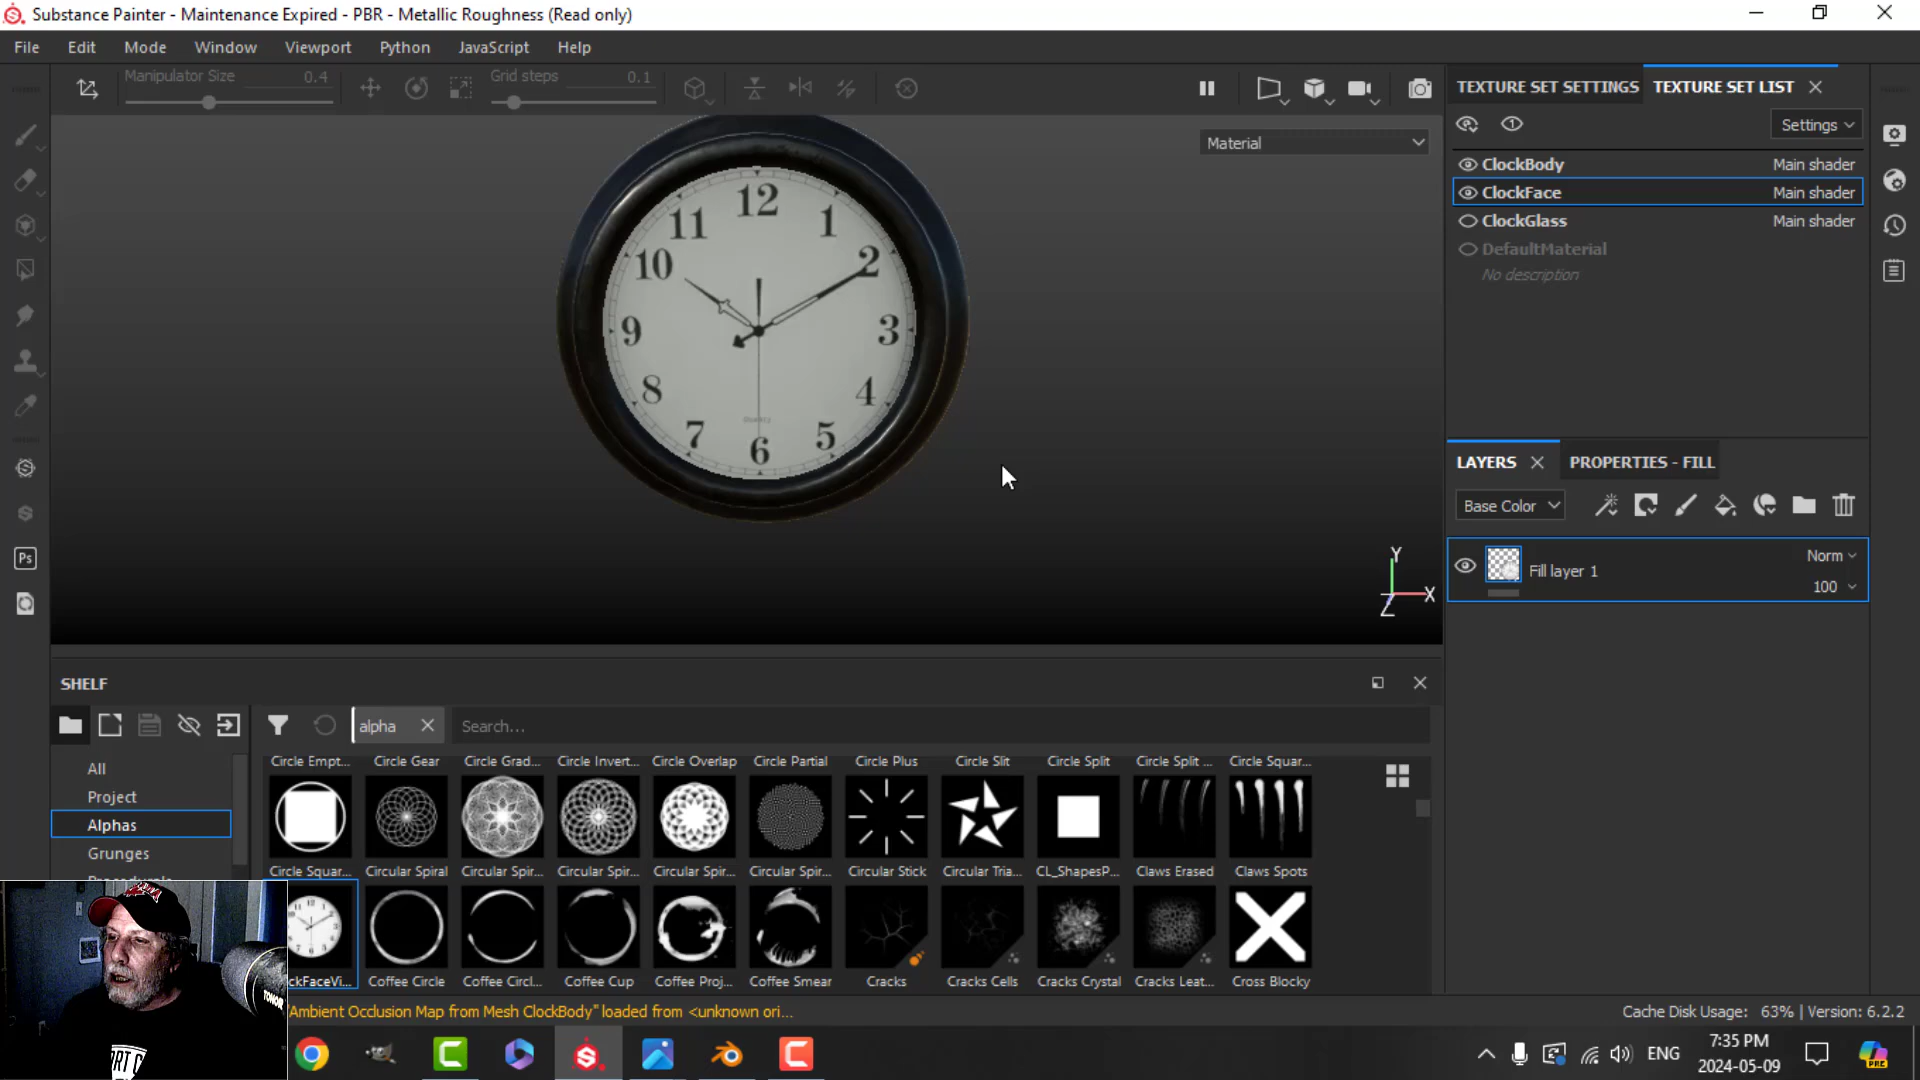 Substance Painter - Maintenance Expired - PBR - Metallic Roughness (Read only)
File Edit Mode Window Viewport Python JavaScript Help
Manipulator Size 0.4 Grid steps 0.1
TEXTURE SET SETTINGS TEXTURE SET LIST
Settings
Material
ClockBody Main shader
ClockFace Main shader
ClockGlass Main shader
DefaultMaterial
No description
12
11 1
10 2
9 3
8 4
7 5
6
LAYERS PROPERTIES - FILL
Base Color
Fill layer 1 Norm
100
Y
X
Z
SHELF
alpha Search...
All
Project
Alphas
Grunges
Circle Empt... Circle Gear Circle Grad... Circle Invert... Circle Overlap Circle Partial Circle Plus Circle Slit Circle Split Circle Split ... Circle Squar...
Circle Squar... Circular Spiral Circular Spir... Circular Spir... Circular Spir... Circular Spir... Circular Stick Circular Tria... CL_ShapesP... Claws Erased Claws Spots
ckFaceVi... Coffee Circle Coffee Circl... Coffee Cup Coffee Proj... Coffee Smear Cracks Cracks Cells Cracks Crystal Cracks Leat... Cross Blocky
Ambient Occlusion Map from Mesh ClockBody" loaded from <unknown ori...
Cache Disk Usage: 63% | Version: 6.2.2
Ps
ENG
7:35 PM
2024-05-09